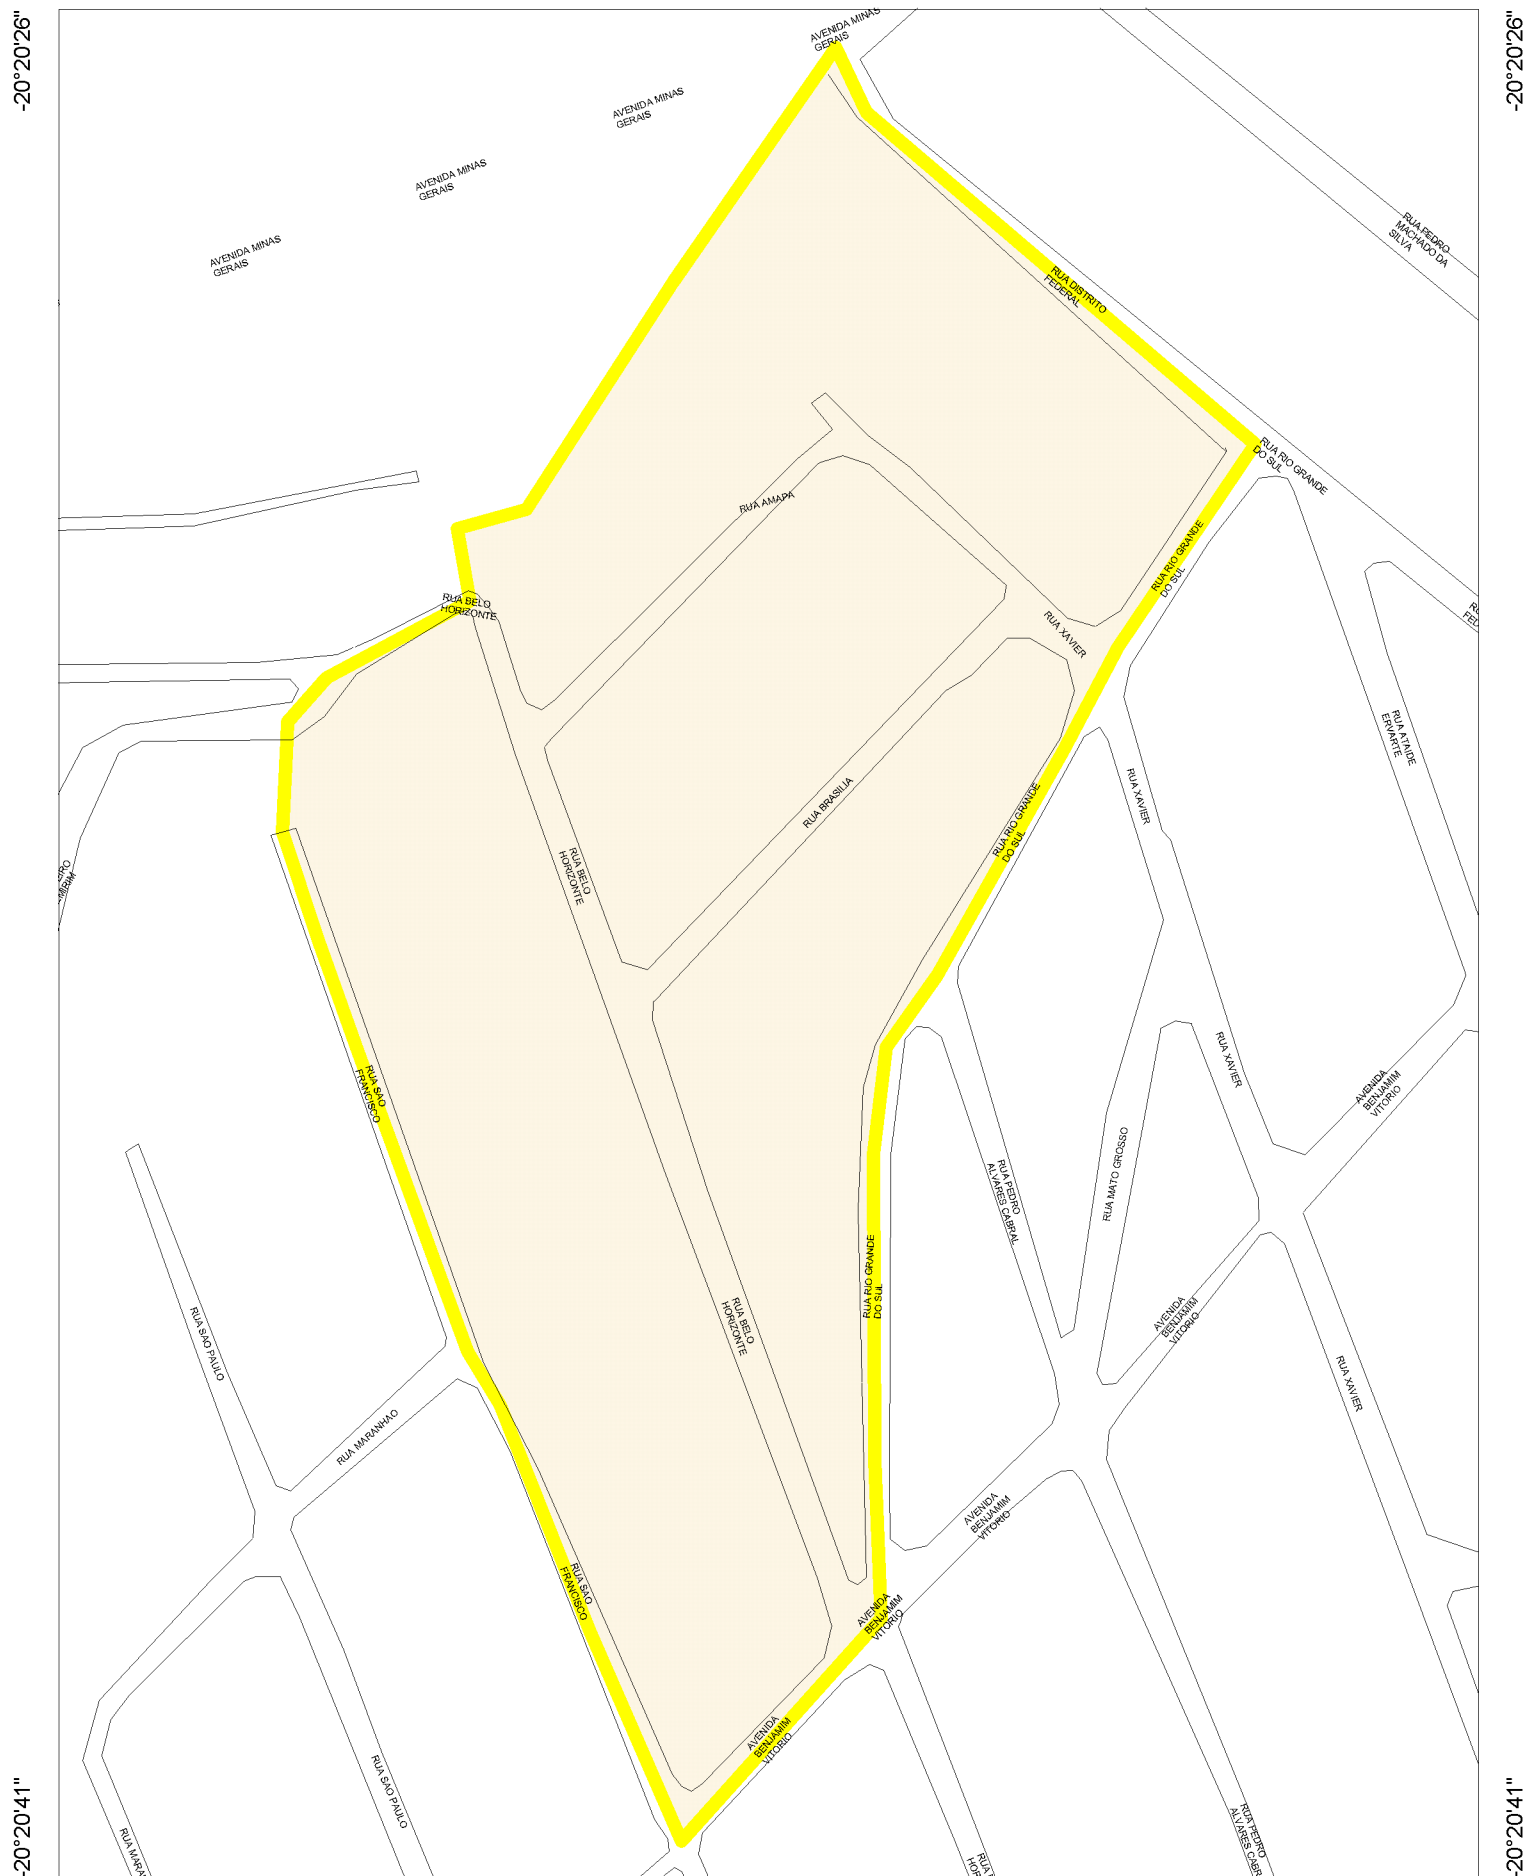 -20°20'26"
-20°20'26"
AVENIDA MINAS
GERAIS
AVENIDA MINAS
GERAIS
AVENIDA MINAS
GERAIS
AVENIDA MINAS
GERAIS
RUA PEDRO
MACHADO DA
SILVA
RUA DISTRITO
FEDERAL
RUA RIO GRANDE
DO SUL
RUA AMAPA
RUA RIO GRANDE
DO SUL
RUA BELO
HORIZONTE
RUA XAVIER
RUA ATAIDE
ERVARTE
RUA XAVIER
RUA BRASILIA
RUA RIO GRANDE
DO SUL
RUA BELO
HORIZONTE
RUA SAO
FRANCISCO
RUA XAVIER
AVENIDA
BENJAMIM
VITORIO
RUA MATO GROSSO
RUA PEDRO
ALVARES CABRAL
RUA RIO GRANDE
DO SUL
AVENIDA
BENJAMIM
VITORIO
RUA BELO
HORIZONTE
RUA SAO PAULO
RUA XAVIER
RUA MARANHAO
AVENIDA
BENJAMIM
VITORIO
RUA SAO
FRANCISCO
AVENIDA
BENJAMIM
VITORIO
AVENIDA
BENJAMIM
VITORIO
RUA SAO PAULO
RUA PEDRO
ALVARES CABR
RUA MARA
-20°20'41"
-20°20'41"